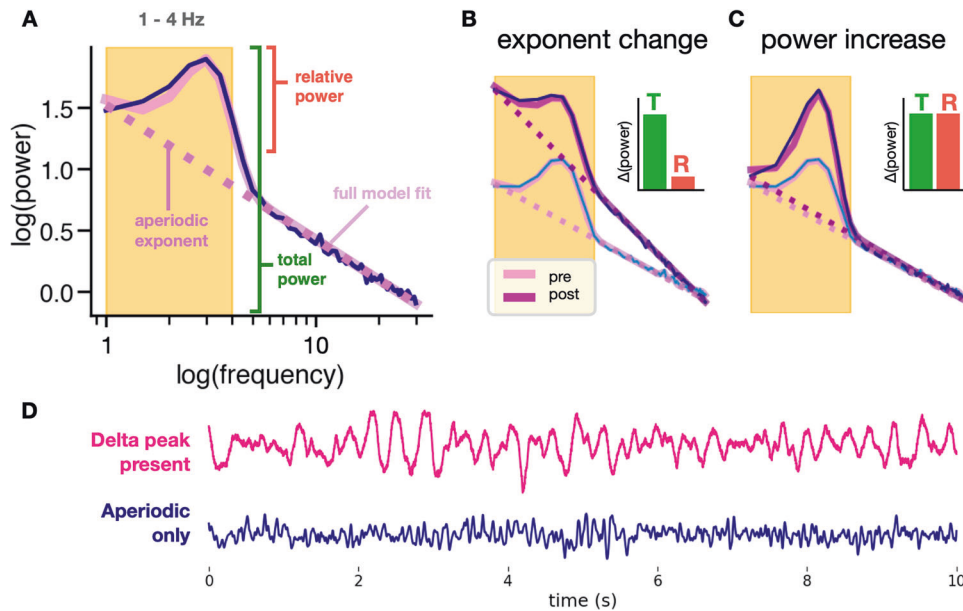 A
1 - 4 Hz
log(power)
1.5
1.0
0.5
0.0
relative
power
aperiodic
exponent
full model fit
total
power
1
10
log(frequency)
B
exponent change
Δ(power)
T
R
pre
post
C
power increase
Δ(power)
T
R
D
Delta peak
present
Aperiodic
only
0
2
4
6
8
10
time (s)